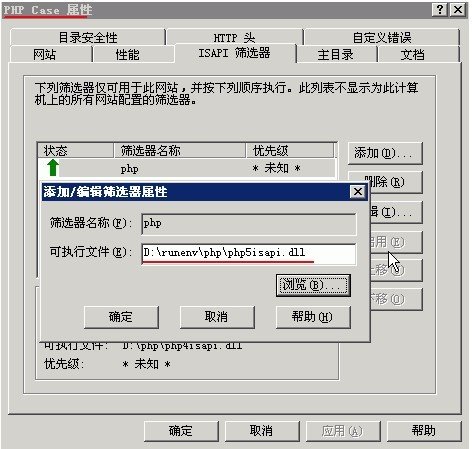 PHP Case 属性
目录安全性 HTTP 头 自定义错误
网站 性能 ISAPI 筛选器 主目录 文档
下列筛选器仅可用于此网站，并按下列顺序执行。此列表不显示为此计算
机上的所有网站配置的筛选器。
状态 筛选器名称 优先级
php * 未知 *
添加(D)...
删除(R)
辑(I)...
启用(E)
上移(P)
下移(O)
添加/编辑筛选器属性
筛选器名称(F): php
可执行文件(E): D:\runenv\php\php5isapi.dll
浏览(B)...
确定 取消 帮助(H)
可执行文件: D:\php\php4isapi.dll
优先级: * 未知 *
确定 取消 应用(A) 帮助